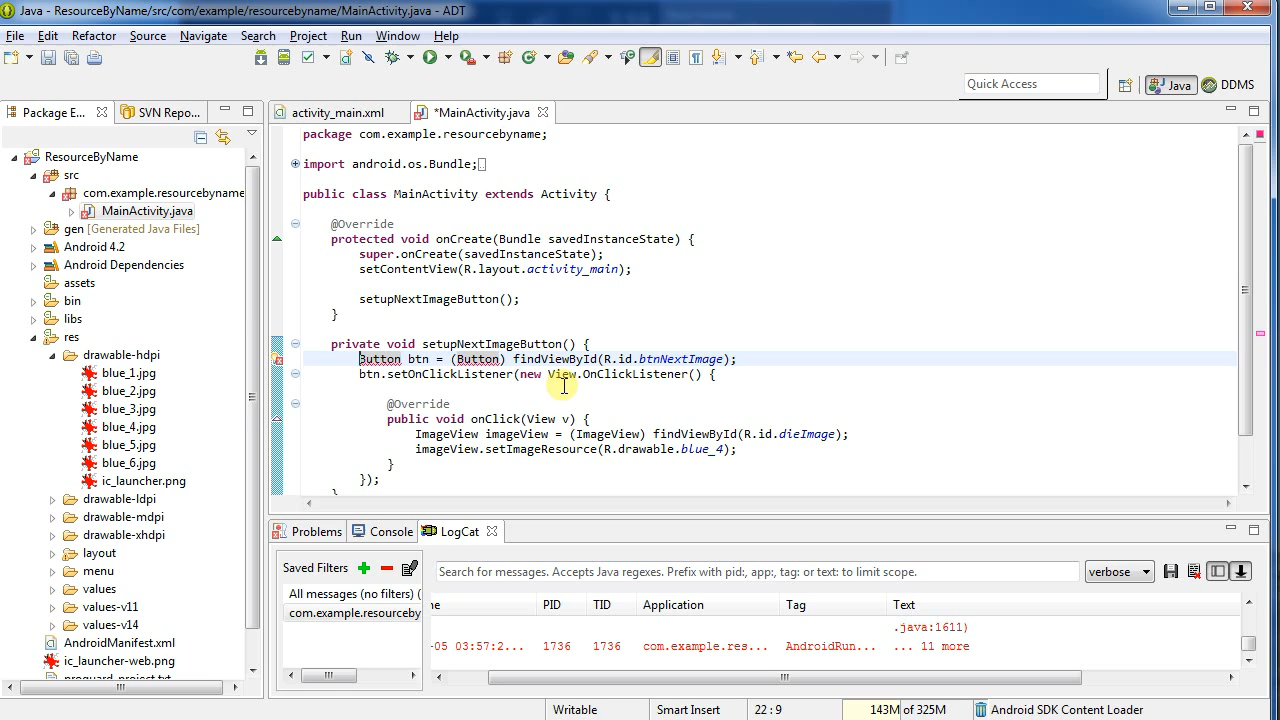 Java - ResourceByName/src/com/example/resourcebyname/MainActivity.java - ADT
File Edit Refactor Source Navigate Search Project Run Window Help
Quick Access
Java
DDMS
Package E...
SVN Repo...
activity_main.xml
*MainActivity.java
ResourceByName
src
com.example.resourcebyname
MainActivity.java
gen [Generated Java Files]
Android 4.2
Android Dependencies
assets
bin
libs
res
drawable-hdpi
blue_1.jpg
blue_2.jpg
blue_3.jpg
blue_4.jpg
blue_5.jpg
blue_6.jpg
ic_launcher.png
drawable-ldpi
drawable-mdpi
drawable-xhdpi
layout
menu
values
values-v11
values-v14
AndroidManifest.xml
ic_launcher-web.png
proguard-project.txt
package com.example.resourcebyname;
import android.os.Bundle;
public class MainActivity extends Activity {
@Override
protected void onCreate(Bundle savedInstanceState) {
super.onCreate(savedInstanceState);
setContentView(R.layout.activity_main);
setupNextImageButton();
}
private void setupNextImageButton() {
Button btn = (Button) findViewById(R.id.btnNextImage);
btn.setOnClickListener(new View.OnClickListener() {
@Override
public void onClick(View v) {
ImageView imageView = (ImageView) findViewById(R.id.dieImage);
imageView.setImageResource(R.drawable.blue_4);
}
});
}
Problems
Console
LogCat
Saved Filters
All messages (no filters) (
com.example.resourceby
Search for messages. Accepts Java regexes. Prefix with pid:, app:, tag: or text: to limit scope.
verbose
ne PID TID Application Tag Text
.java:1611)
-05 03:57:2... 1736 1736 com.example.res... AndroidRun... ... 11 more
Writable
Smart Insert
22 : 9
143M of 325M
Android SDK Content Loader